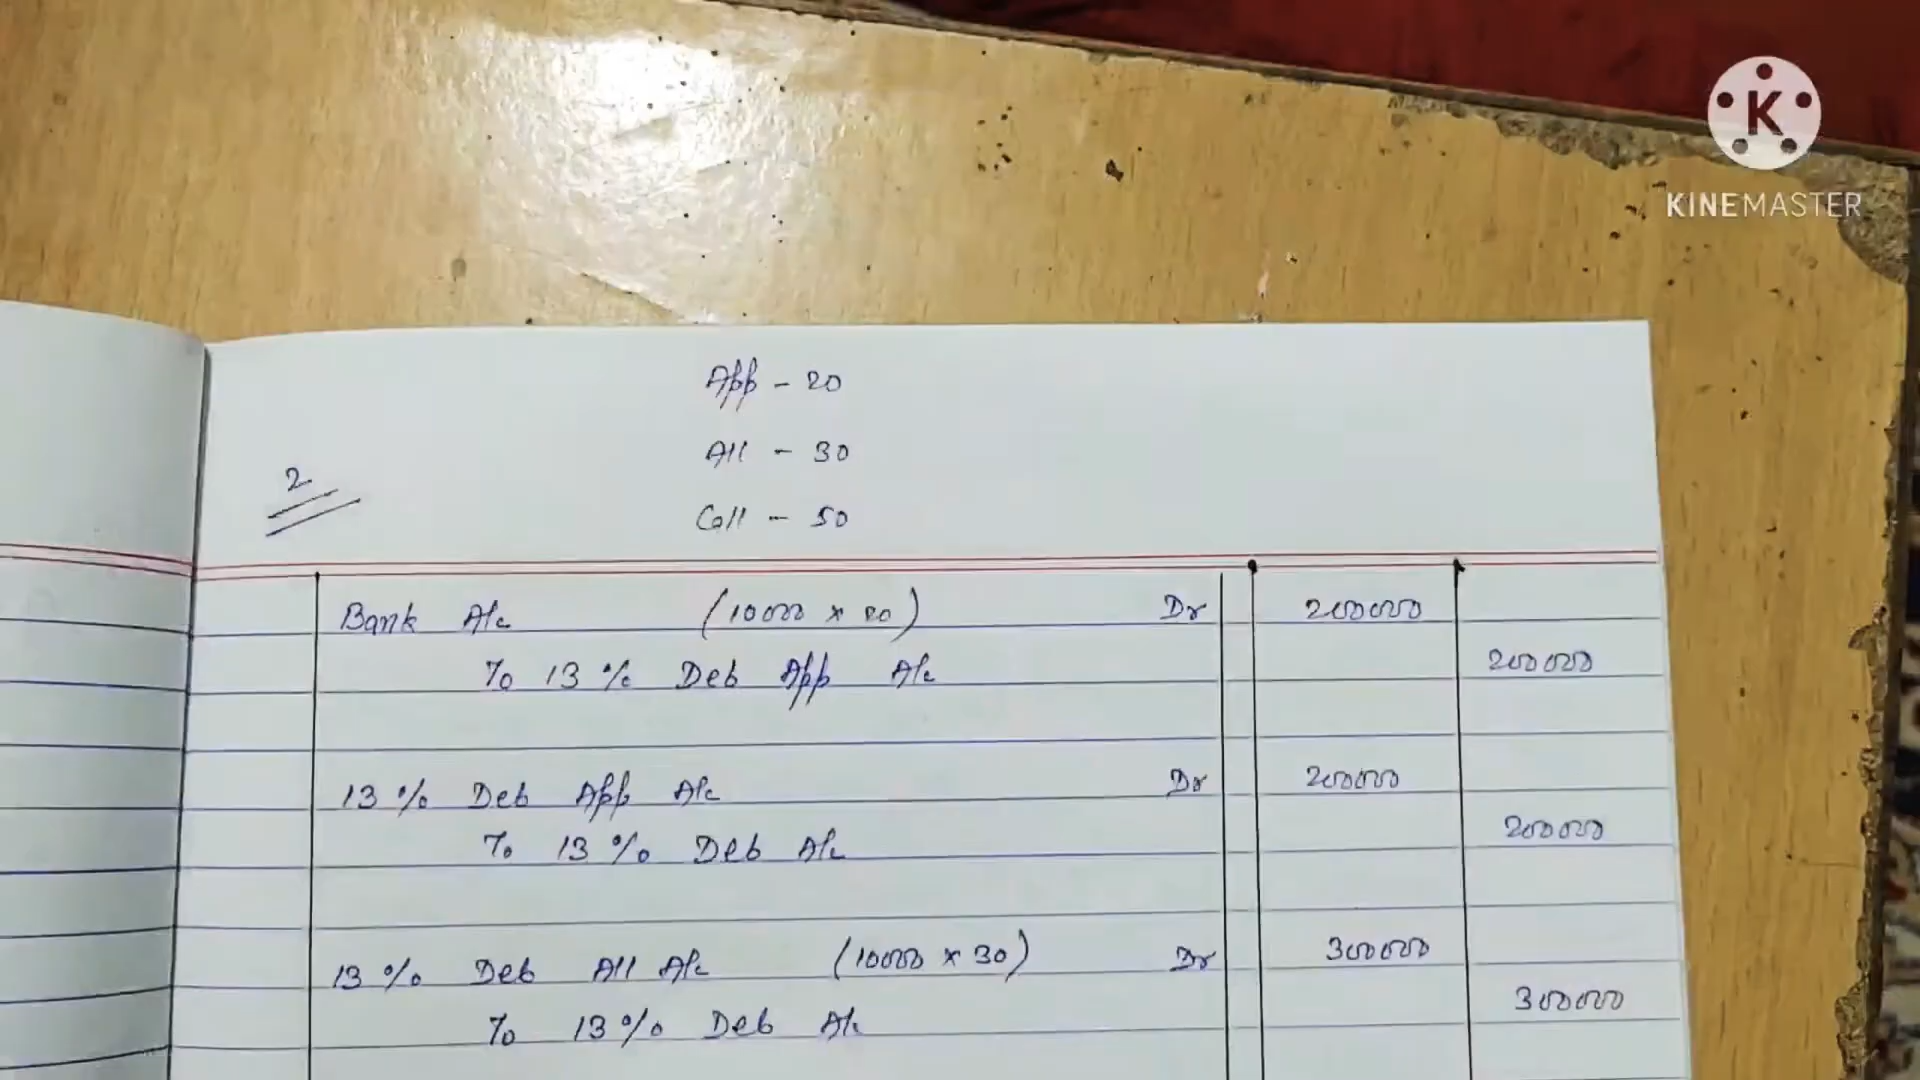 K
KINEMASTER
App - 20
All - 30
2
Call - 50
Bank A/c (10000 x 20) Dr 200000
To 13 % Deb App A/c 200000
13 % Deb App A/c Dr 200000
To 13 % Deb A/c 200000
13 % Deb All A/c (10000 x 30) Dr 300000
To 13 % Deb A/c 300000